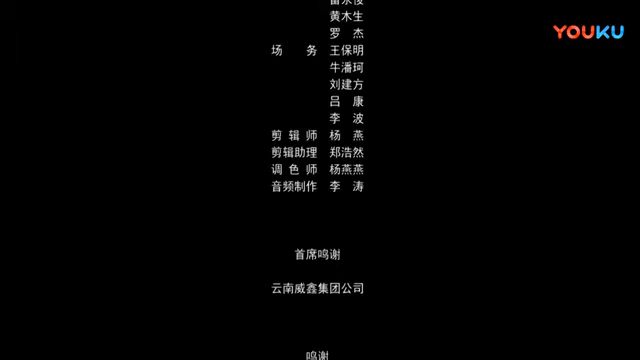 YOUKU
黄木生
罗 杰
场 务 王保明
牛潘珂
刘建方
吕 康
李 波
剪 辑 师 杨 燕
剪辑助理 郑浩然
调 色 师 杨燕燕
音频制作 李 涛
首席鸣谢
云南威鑫集团公司
鸣谢